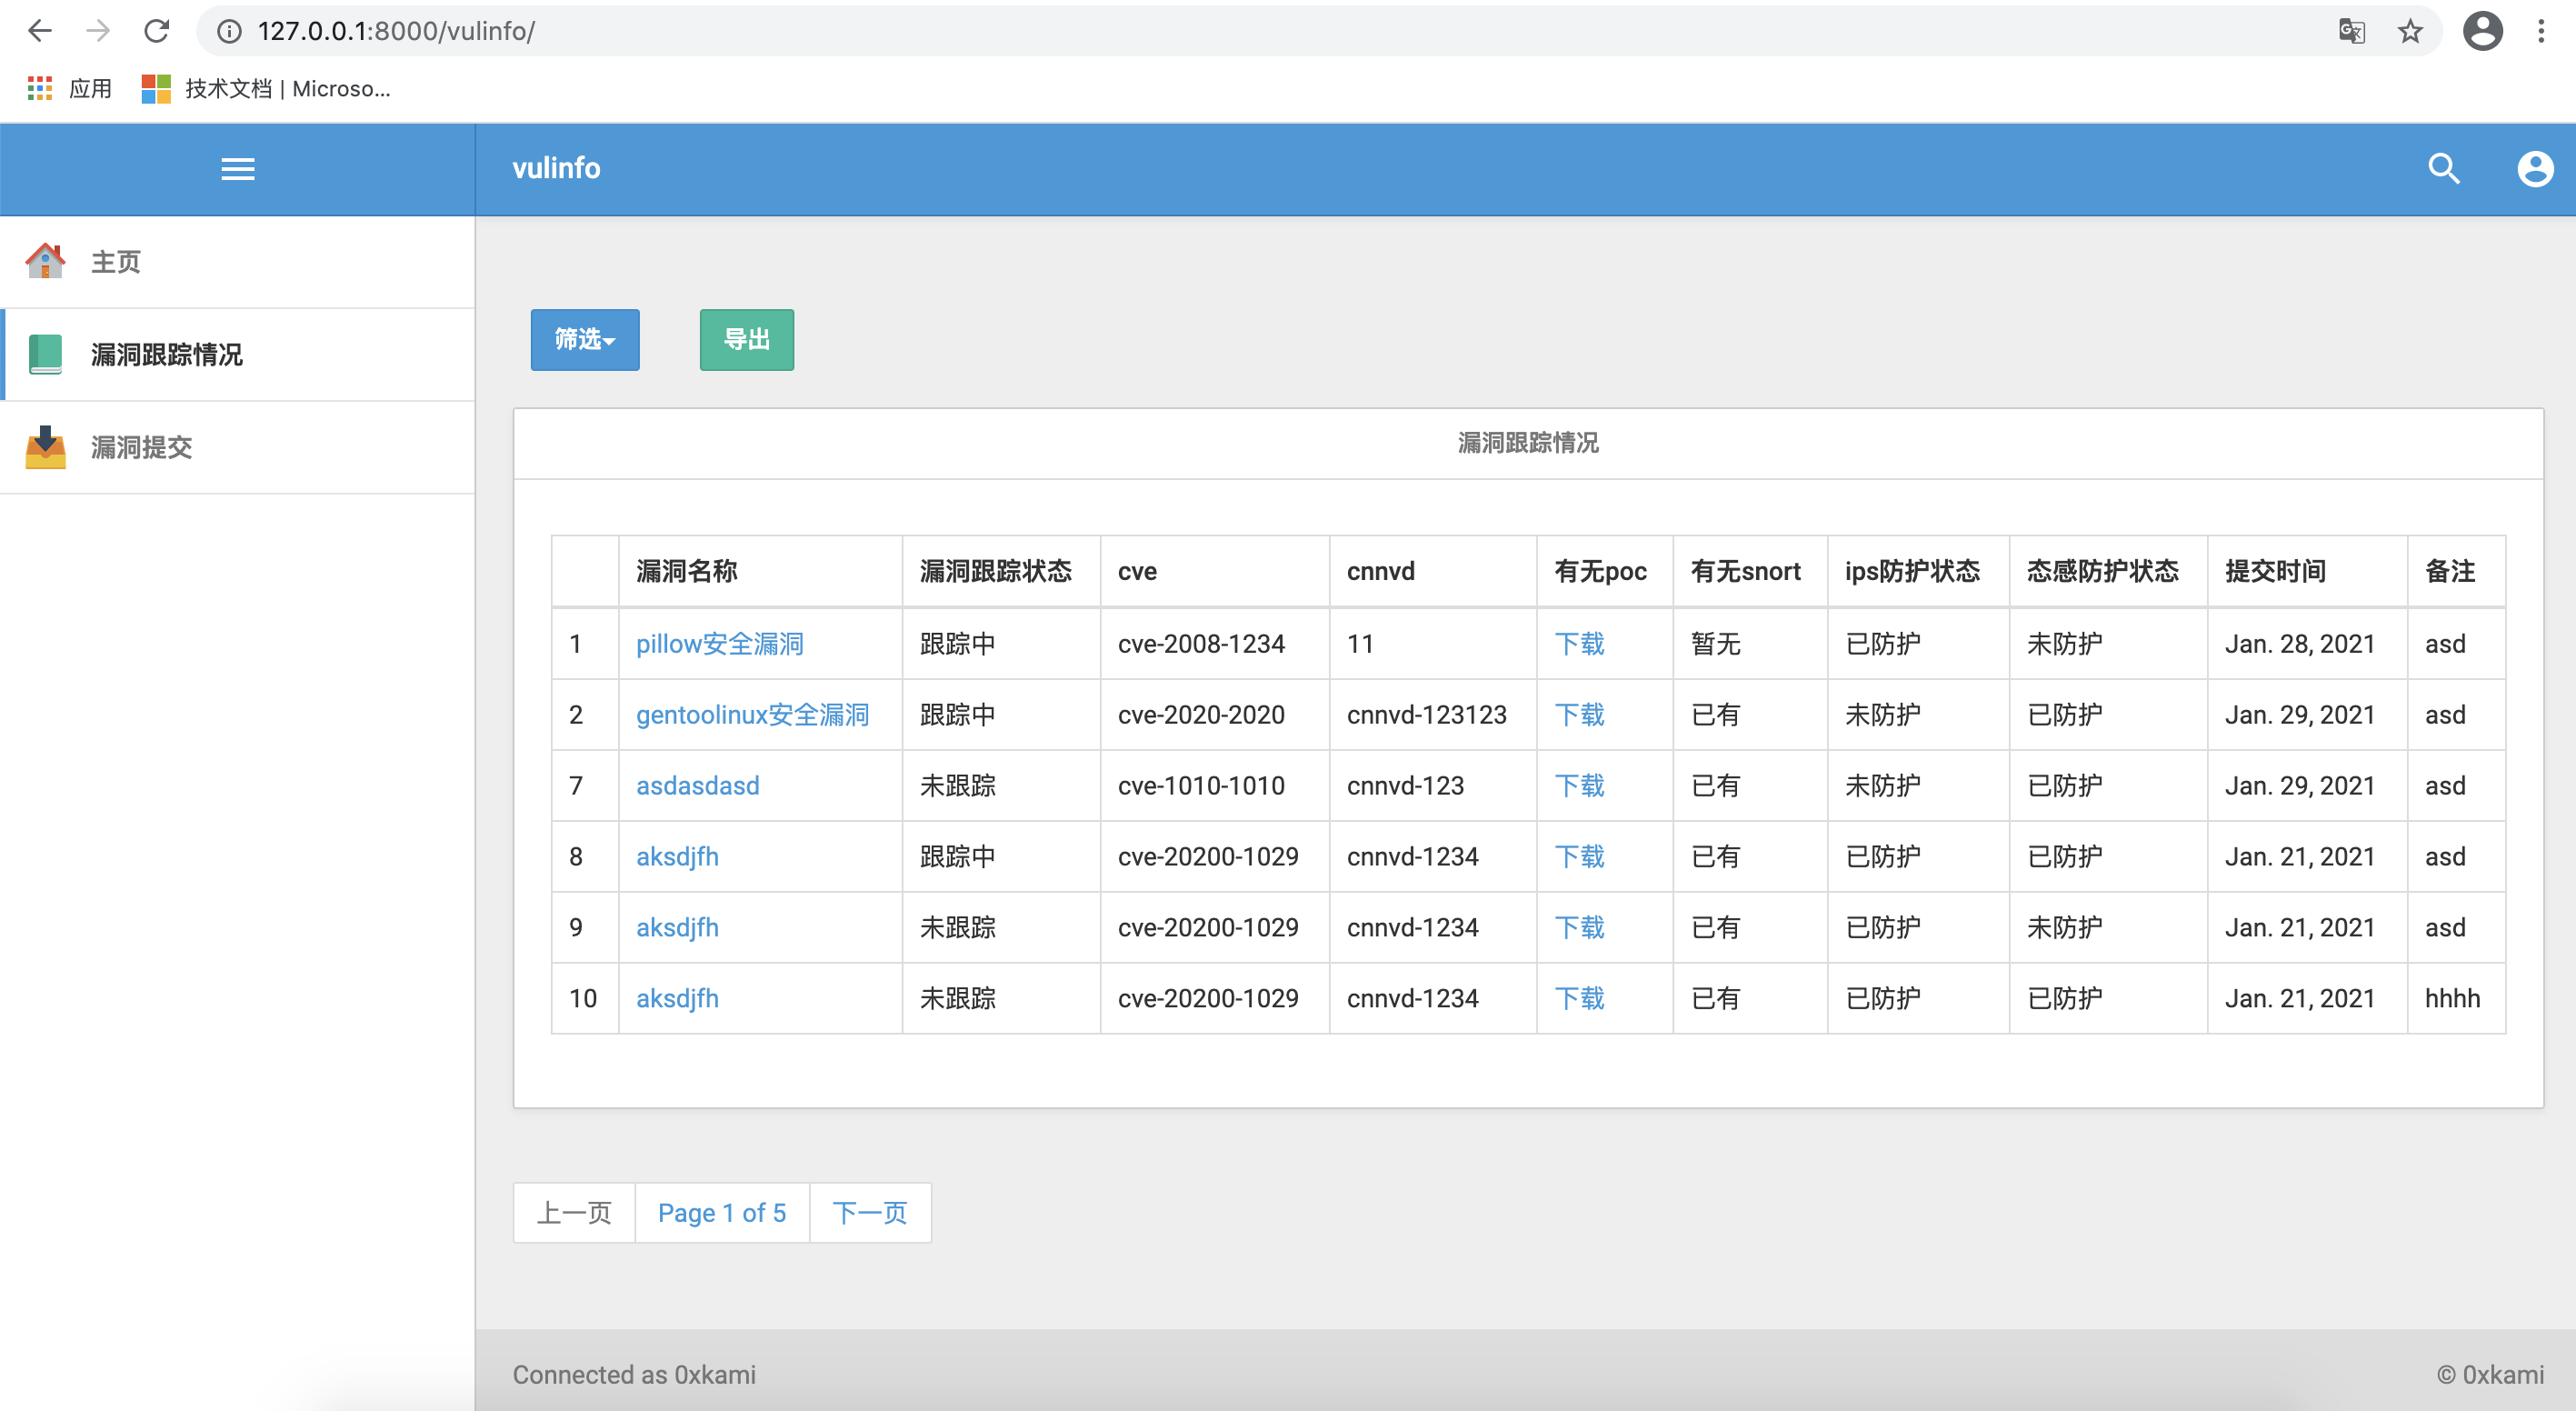 127.0.0.1:8000/vulinfo/
应用 技术文档 | Microso...
vulinfo
主页
漏洞跟踪情况
漏洞提交
筛选 导出
漏洞跟踪情况
漏洞名称 漏洞跟踪状态 cve cnnvd 有无poc 有无snort ips防护状态 态感防护状态 提交时间 备注
1 pillow安全漏洞 跟踪中 cve-2008-1234 11 下载 暂无 已防护 未防护 Jan. 28, 2021 asd
2 gentoolinux安全漏洞 跟踪中 cve-2020-2020 cnnvd-123123 下载 已有 未防护 已防护 Jan. 29, 2021 asd
7 asdasdasd 未跟踪 cve-1010-1010 cnnvd-123 下载 已有 未防护 已防护 Jan. 29, 2021 asd
8 aksdjfh 跟踪中 cve-20200-1029 cnnvd-1234 下载 已有 已防护 已防护 Jan. 21, 2021 asd
9 aksdjfh 未跟踪 cve-20200-1029 cnnvd-1234 下载 已有 已防护 未防护 Jan. 21, 2021 asd
10 aksdjfh 未跟踪 cve-20200-1029 cnnvd-1234 下载 已有 已防护 已防护 Jan. 21, 2021 hhhh
上一页 Page 1 of 5 下一页
Connected as 0xkami © 0xkami